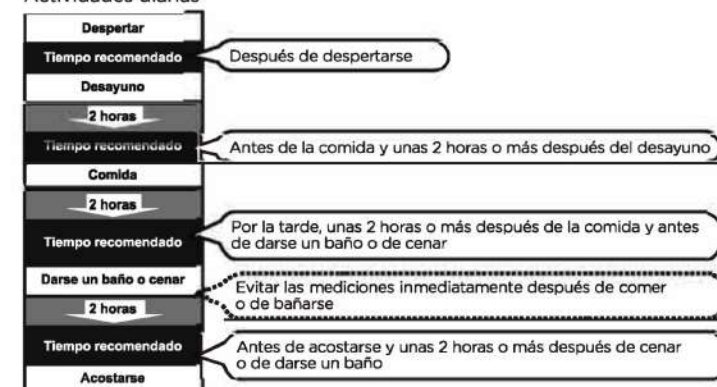 Actividades diarias
Despertar
Tiempo recomendado
Después de despertarse
Desayuno
2 horas
Tiempo recomendado
Antes de la comida y unas 2 horas o más después del desayuno
Comida
2 horas
Tiempo recomendado
Por la tarde, unas 2 horas o más después de la comida y antes
de darse un baño o de cenar
Darse un baño o cenar
Evitar las mediciones inmediatamente después de comer
o de bañarse
2 horas
Tiempo recomendado
Antes de acostarse y unas 2 horas o más después de cenar
o de darse un baño
Acostarse